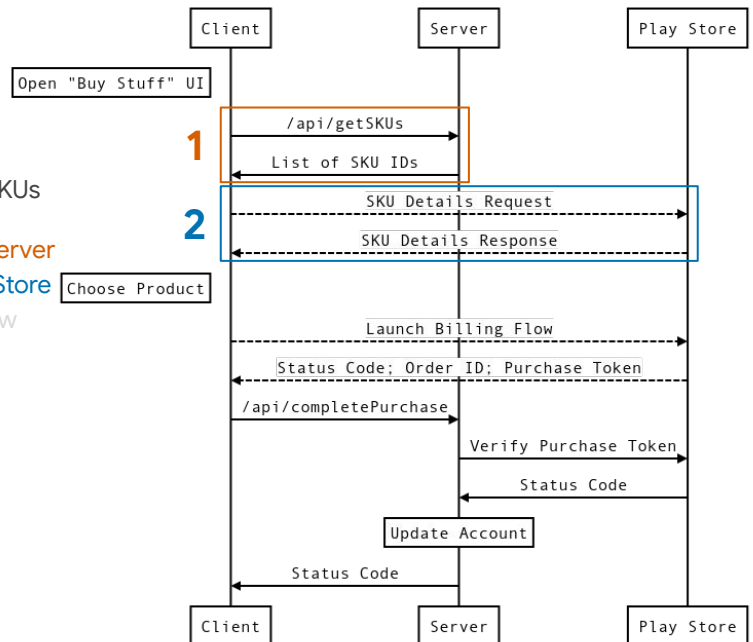 Client
Server
Play Store
Open "Buy Stuff" UI
/api/getSKUs
1
List of SKU IDs
KUs
SKU Details Request
2
SKU Details Response
erver
Store
Choose Product
w
Launch Billing Flow
Status Code; Order ID; Purchase Token
/api/completePurchase
Verify Purchase Token
Status Code
Update Account
Status Code
Client
Server
Play Store